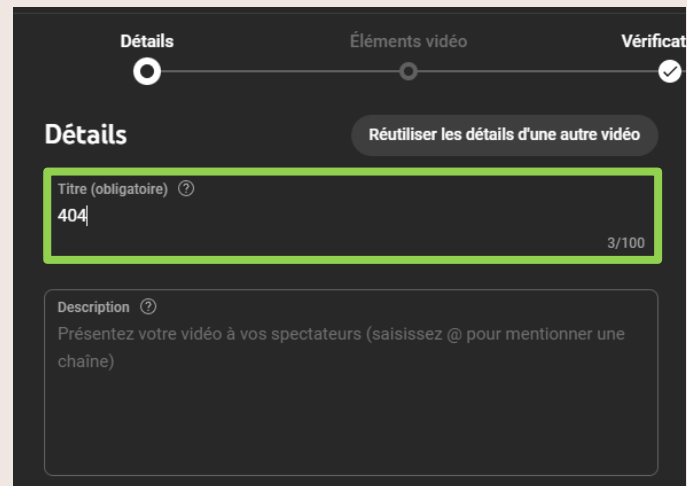 Détails Éléments vidéo Vérificat
Détails Réutiliser les détails d'une autre vidéo
Titre (obligatoire) ?
404
3/100
Description ?
Présentez votre vidéo à vos spectateurs (saisissez @ pour mentionner une
chaîne)